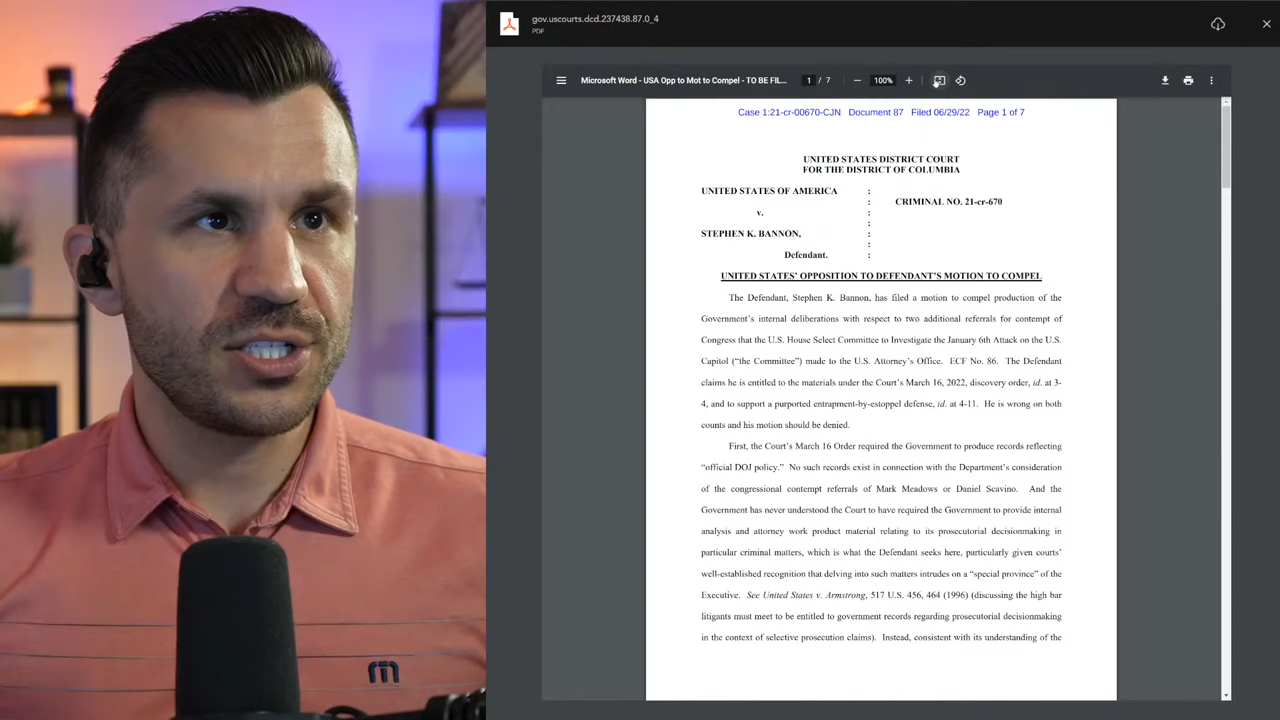 gov.uscourts.dcd.237438.87.0_4
PDF
Microsoft Word - USA Opp to Mot to Compel - TO BE FIL...
1 / 7
100%
Case 1:21-cr-00670-CJN Document 87 Filed 06/29/22 Page 1 of 7
UNITED STATES DISTRICT COURT
FOR THE DISTRICT OF COLUMBIA
UNITED STATES OF AMERICA :
: CRIMINAL NO. 21-cr-670
v. :
:
STEPHEN K. BANNON, :
:
Defendant. :
UNITED STATES’ OPPOSITION TO DEFENDANT’S MOTION TO COMPEL
The Defendant, Stephen K. Bannon, has filed a motion to compel production of the
Government’s internal deliberations with respect to two additional referrals for contempt of
Congress that the U.S. House Select Committee to Investigate the January 6th Attack on the U.S.
Capitol (“the Committee”) made to the U.S. Attorney’s Office. ECF No. 86. The Defendant
claims he is entitled to the materials under the Court’s March 16, 2022, discovery order, id. at 3-
4, and to support a purported entrapment-by-estoppel defense, id. at 4-11. He is wrong on both
counts and his motion should be denied.
First, the Court’s March 16 Order required the Government to produce records reflecting
“official DOJ policy.” No such records exist in connection with the Department’s consideration
of the congressional contempt referrals of Mark Meadows or Daniel Scavino. And the
Government has never understood the Court to have required the Government to provide internal
analysis and attorney work product material relating to its prosecutorial decisionmaking in
particular criminal matters, which is what the Defendant seeks here, particularly given courts’
well-established recognition that delving into such matters intrudes on a “special province” of the
Executive. See United States v. Armstrong, 517 U.S. 456, 464 (1996) (discussing the high bar
litigants must meet to be entitled to government records regarding prosecutorial decisionmaking
in the context of selective prosecution claims). Instead, consistent with its understanding of the
m